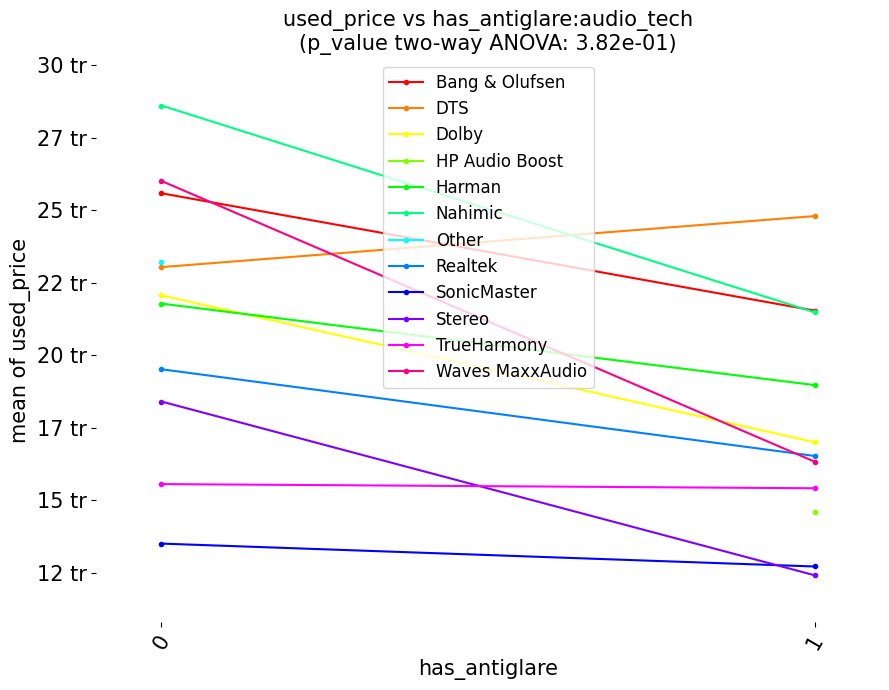 used_price vs has_antiglare:audio_tech
(p_value two-way ANOVA: 3.82e-01)
30 tr
27 tr
25 tr
22 tr
20 tr
17 tr
15 tr
12 tr
mean of used_price
Bang & Olufsen
DTS
Dolby
HP Audio Boost
Harman
Nahimic
Other
Realtek
SonicMaster
Stereo
TrueHarmony
Waves MaxxAudio
0
1
has_antiglare